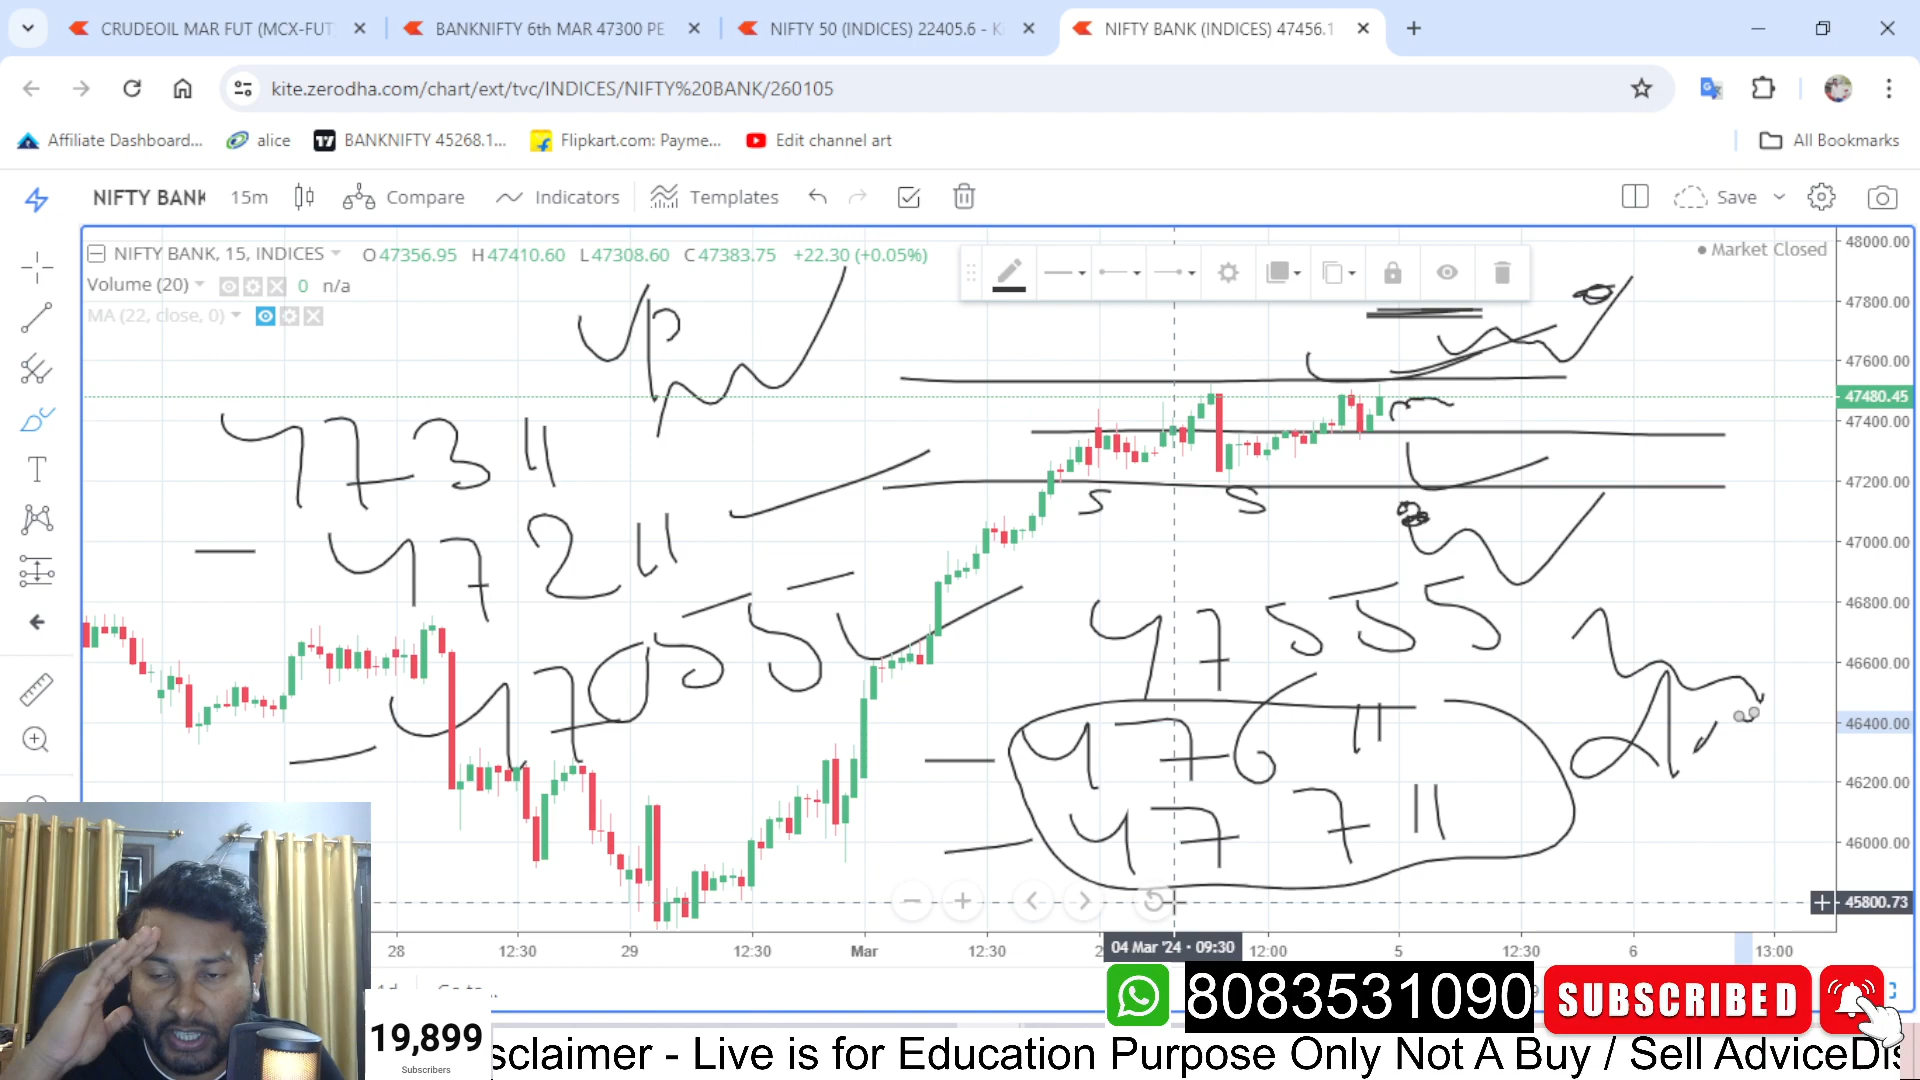 CRUDEOIL MAR FUT (MCX-FUT
BANKNIFTY 6th MAR 47300 PE
NIFTY 50 (INDICES) 22405.6 - K
NIFTY BANK (INDICES) 47456.1
kite.zerodha.com/chart/ext/tvc/INDICES/NIFTY%20BANK/260105
Affiliate Dashboard...
alice
BANKNIFTY 45268.1...
Flipkart.com: Payme...
Edit channel art
All Bookmarks
NIFTY BANK
15m
Compare
Indicators
Templates
Save
NIFTY BANK, 15, INDICES
O47356.95 H47410.60 L47308.60 C47383.75 +22.30 (+0.05%)
Market Closed
Volume (20)
0 n/a
MA (22, close, 0)
48000.00
47800.00
47600.00
47480.45
47400.00
47200.00
47000.00
46800.00
46600.00
46400.00
46200.00
46000.00
45800.73
up
47311
47211
47055
S S
47555
47611
47711
28
12:30
29
12:30
Mar
12:30
2
04 Mar '24 • 09:30
12:00
5
12:30
6
13:00
8083531090
SUBSCRIBED
19,899
Subscribers
sclaimer - Live is for Education Purpose Only Not A Buy / Sell AdviceDis